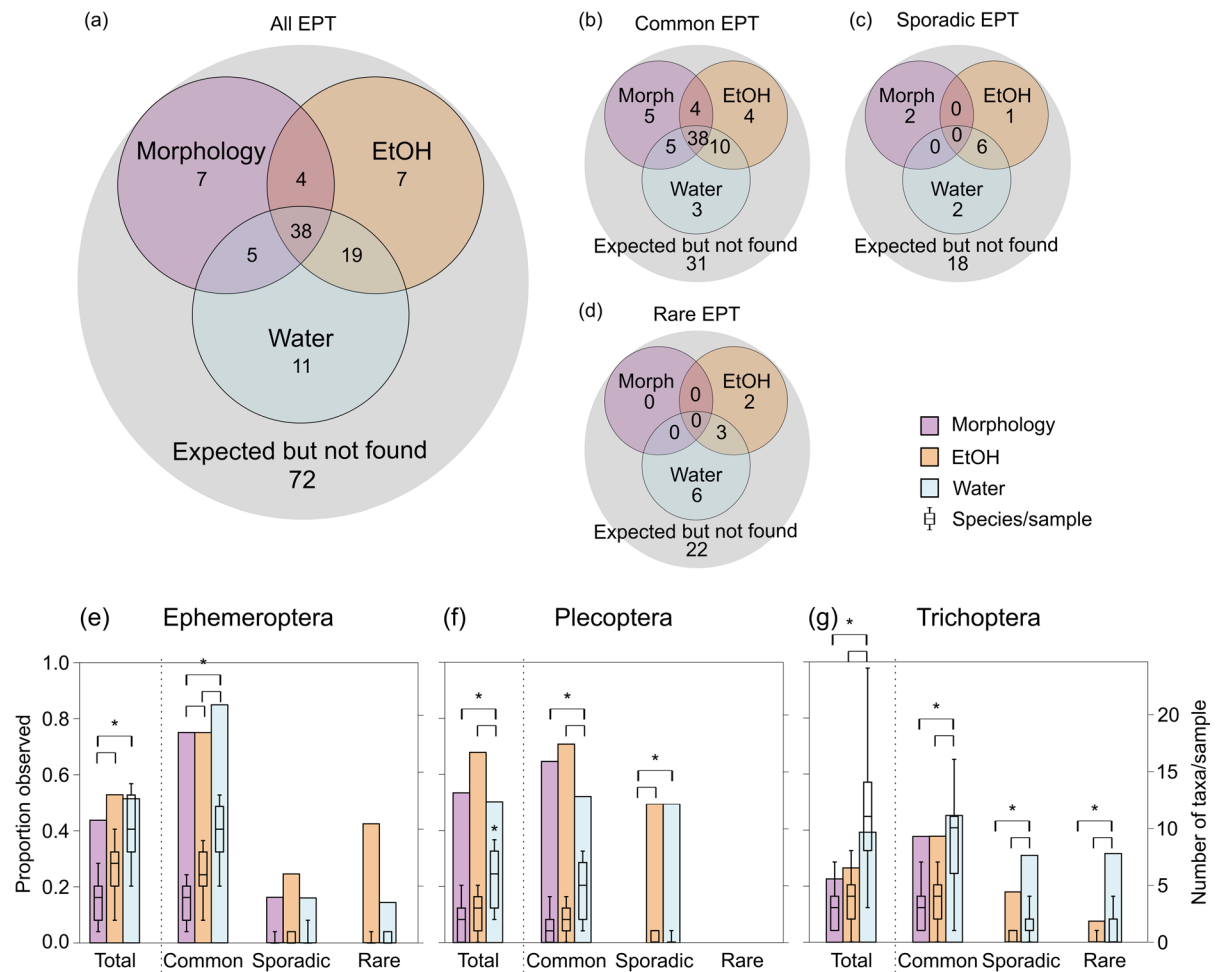 (a)
All EPT
Morphology
7
4
EtOH
7
38
5
19
Water
11
Expected but not found
72
(b)
Common EPT
Morph
5
4
EtOH
4
38
5
10
Water
3
Expected but not found
31
(c)
Sporadic EPT
Morph
2
0
EtOH
1
0
0
6
Water
2
Expected but not found
18
(d)
Rare EPT
Morph
0
0
EtOH
2
0
0
3
Water
6
Expected but not found
22
Morphology
EtOH
Water
Species/sample
(e)
Ephemeroptera
Proportion observed
1.0
0.8
0.6
0.4
0.2
0.0
*
*
Total
Common
Sporadic
Rare
(f)
Plecoptera
*
*
*
*
Total
Common
Sporadic
Rare
(g)
Trichoptera
*
*
*
*
Total
Common
Sporadic
Rare
20
15
10
5
0
Number of taxa/sample